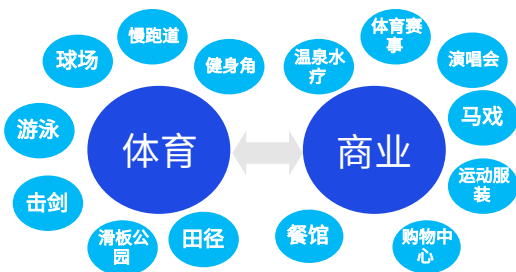 慢跑道
球场
健身角
游泳
体育
击剑
滑板公
园
田径
体育赛
事
温泉水
疗
演唱会
马戏
商业
运动服
装
餐馆
购物中
心